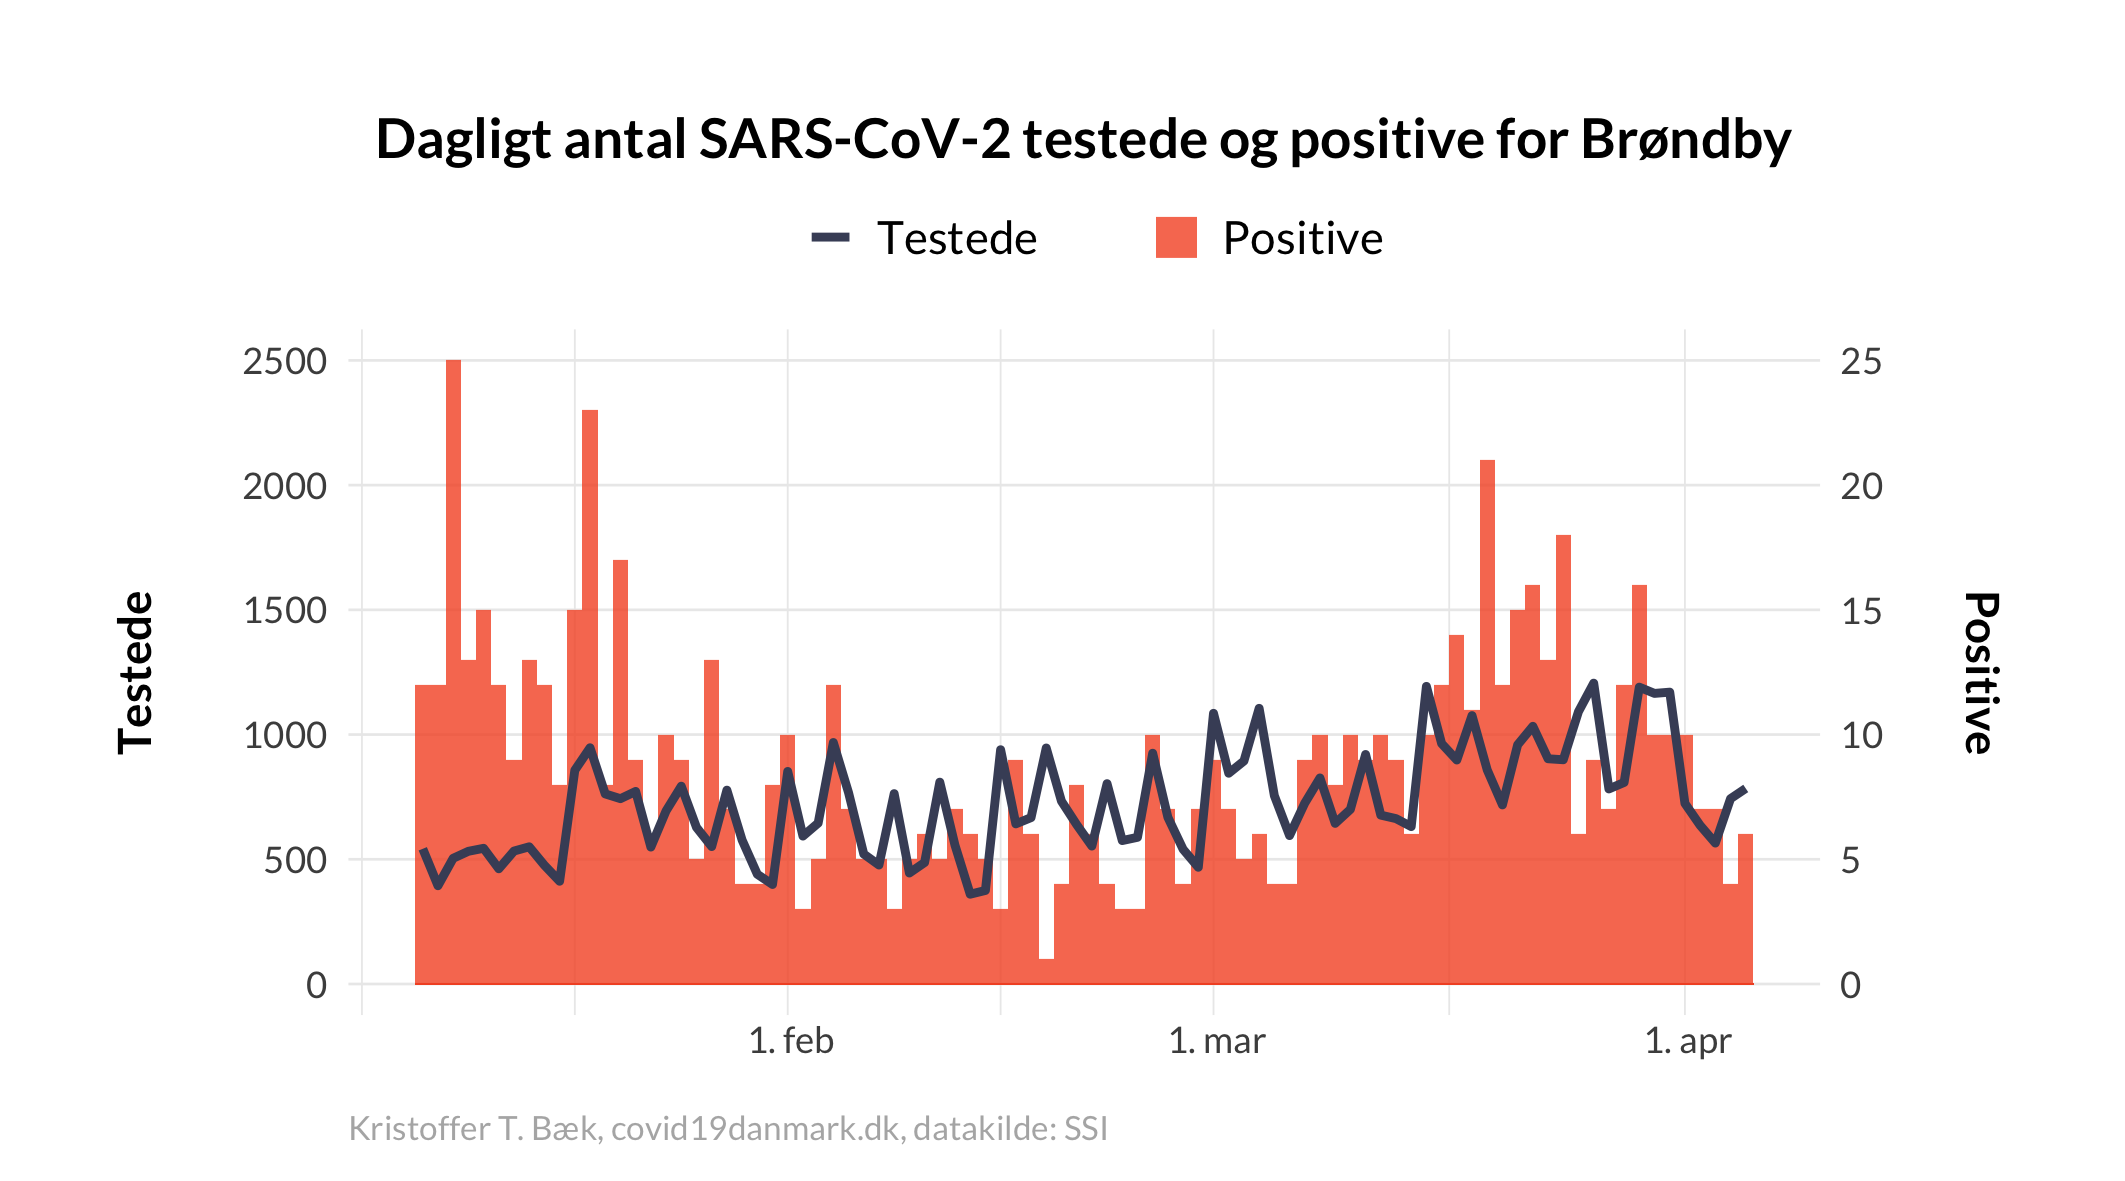 Dagligt antal SARS-CoV-2 testede og positive for Brøndby
Testede
Positive
2500
2000
1500
1000
500
0
Testede
25
20
15
10
5
0
Positive
1. feb
1. mar
1. apr
Kristoffer T. Bæk, covid19danmark.dk, datakilde: SSI